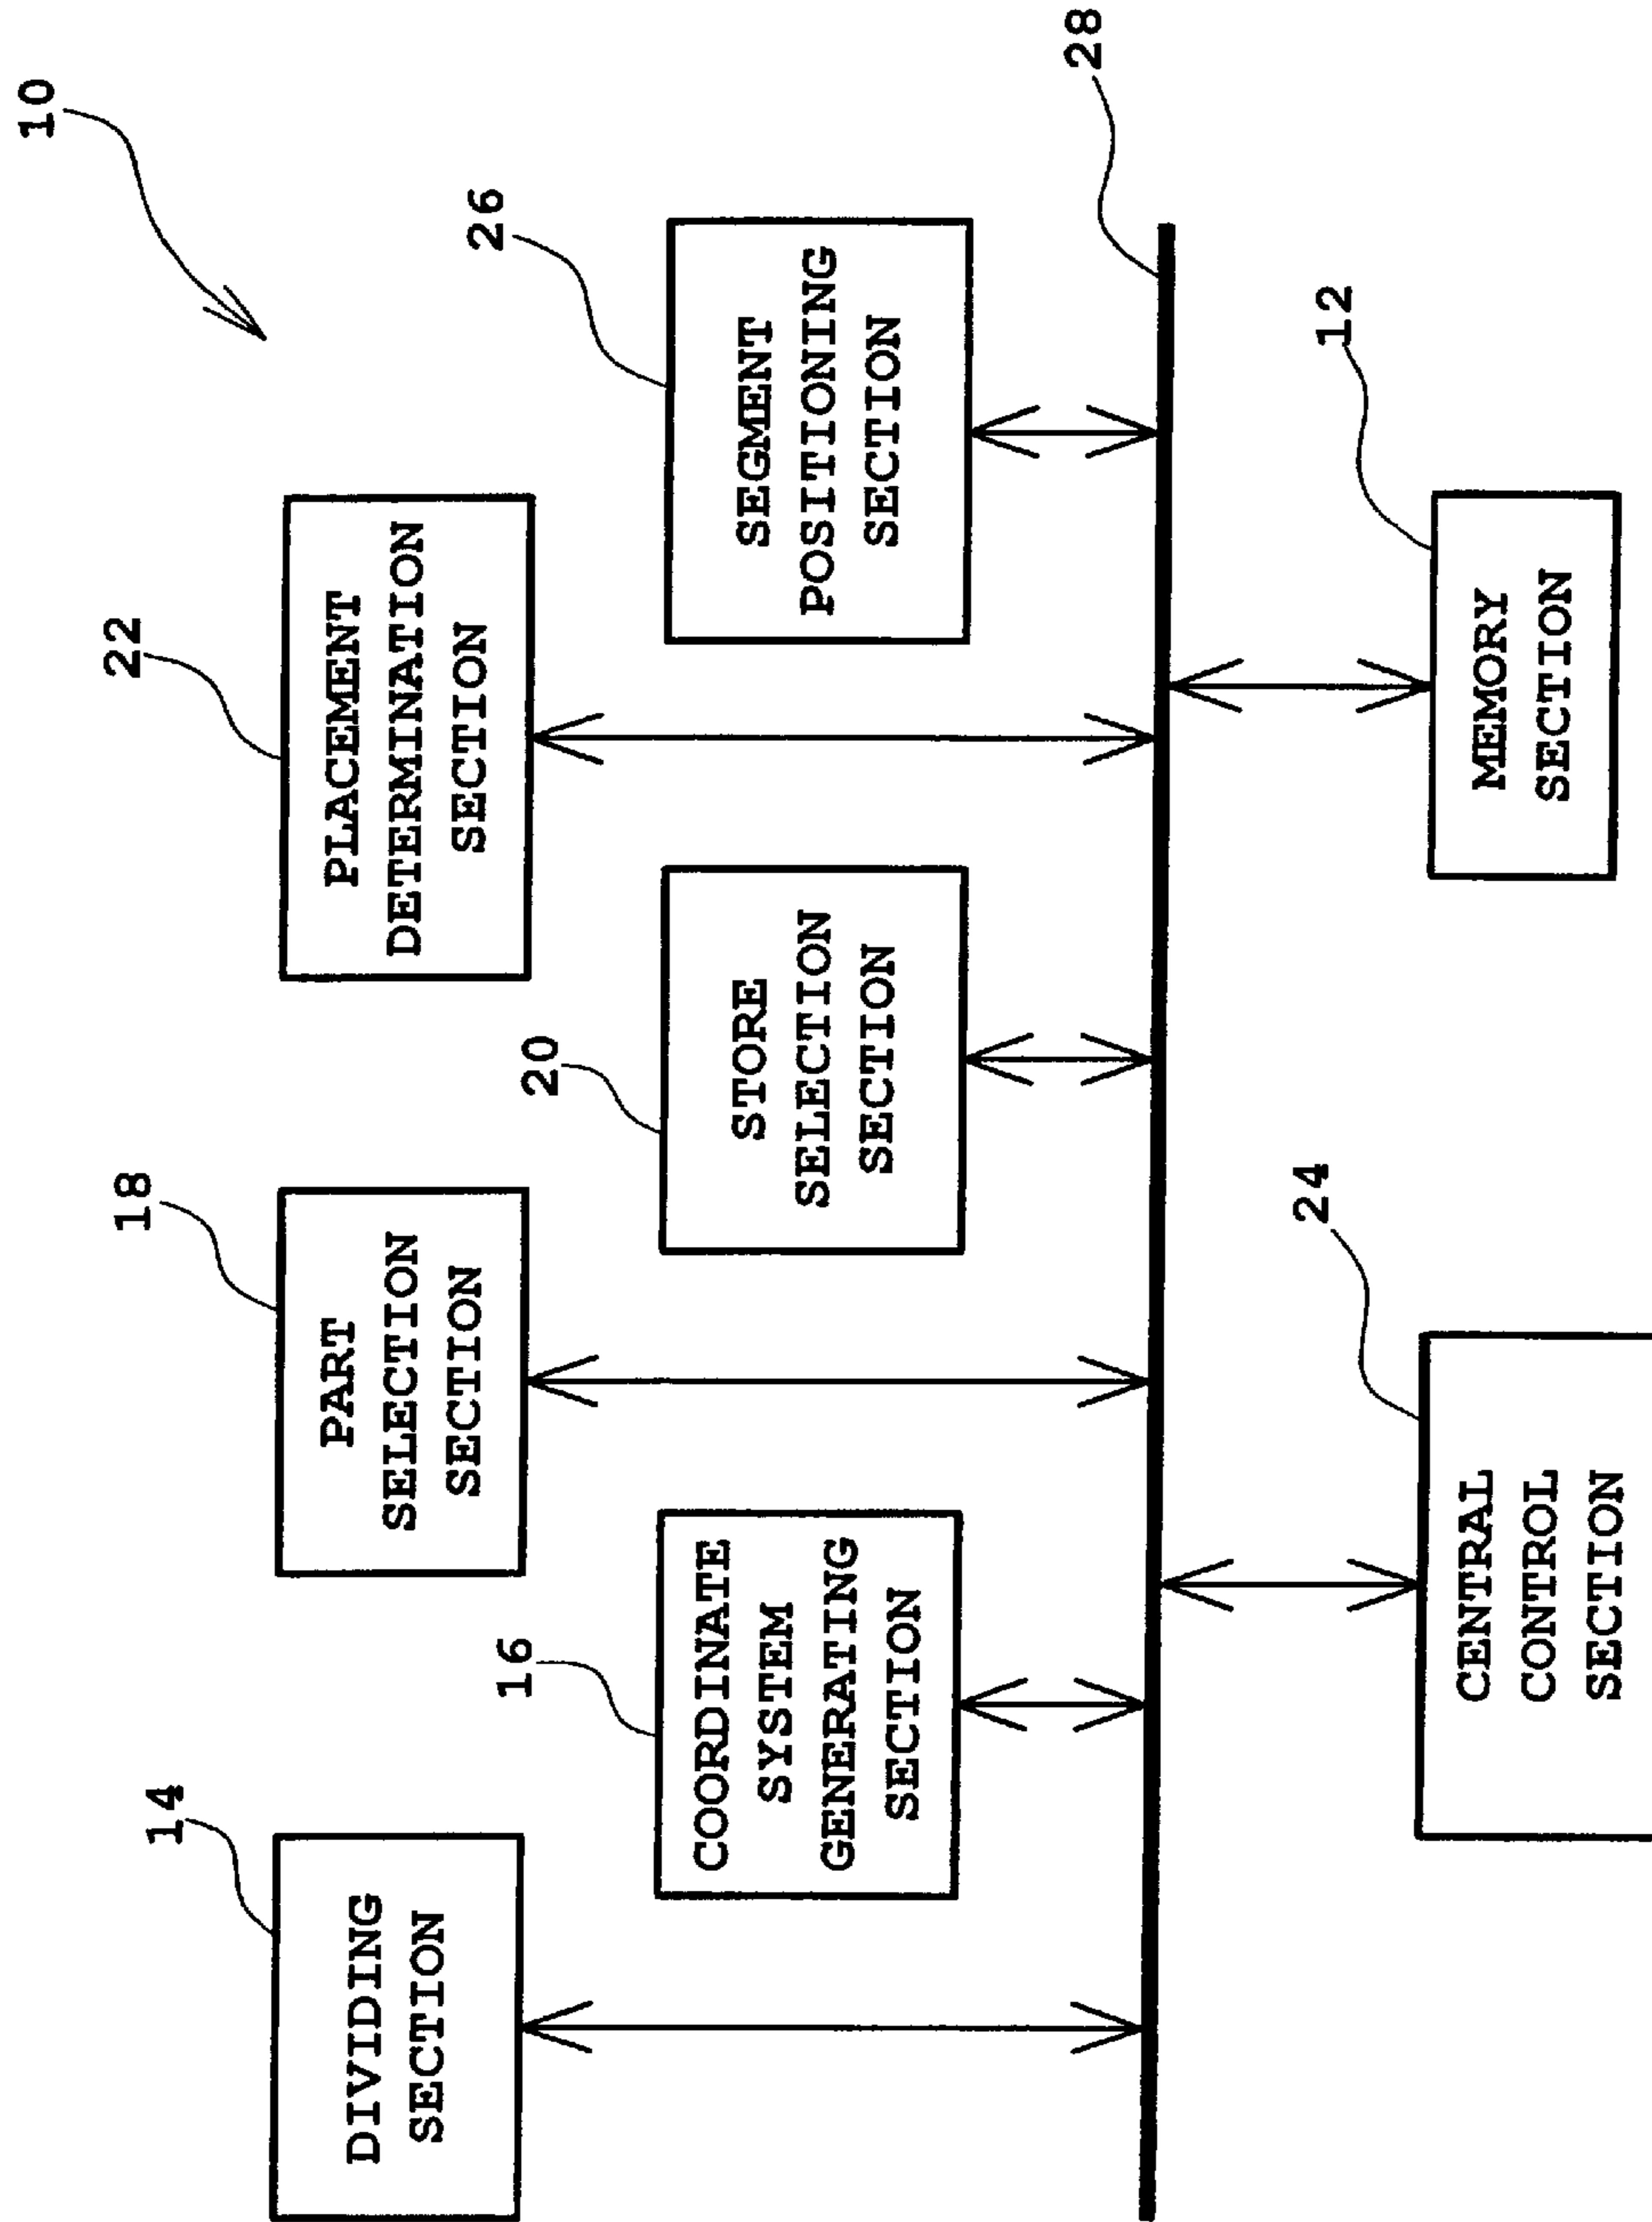 10
14
DIVIDING
SECTION
18
PART
SELECTION
SECTION
22
PLACEMENT
DETERMINATION
SECTION
16
COORDINATE
SYSTEM
GENERATING
SECTION
20
STORE
SELECTION
SECTION
26
SEGMENT
POSITIONING
SECTION
28
24
CENTRAL
CONTROL
SECTION
12
MEMORY
SECTION